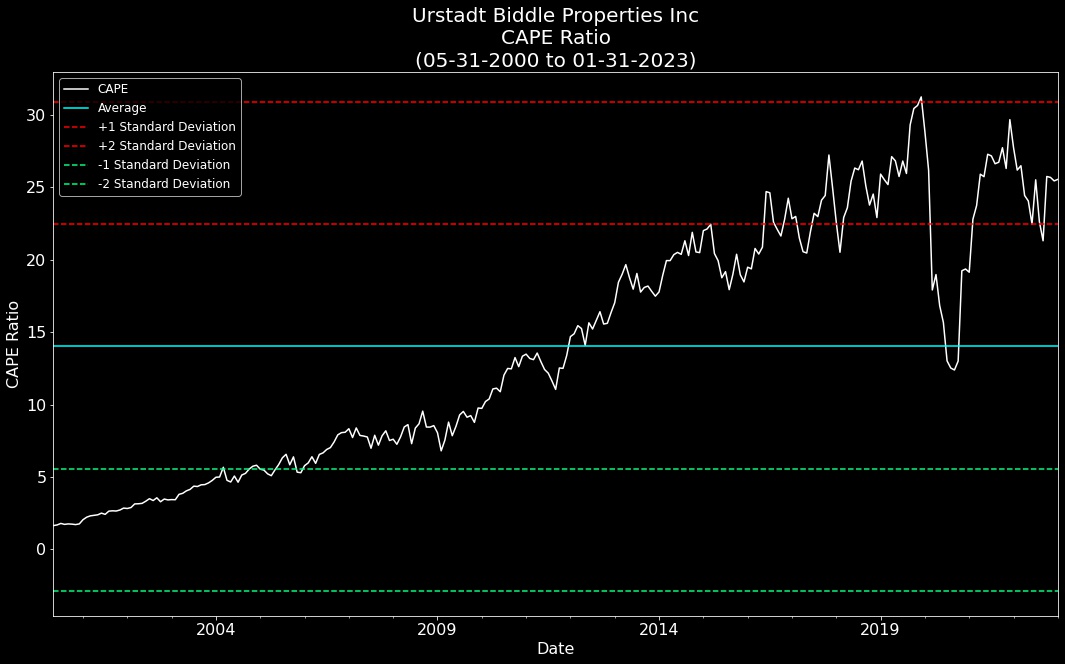 Urstadt Biddle Properties Inc
CAPE Ratio
(05-31-2000 to 01-31-2023)
CAPE
Average
+1 Standard Deviation
+2 Standard Deviation
-1 Standard Deviation
-2 Standard Deviation
30
25
20
15
10
5
0
CAPE Ratio
2004
2009
2014
2019
Date